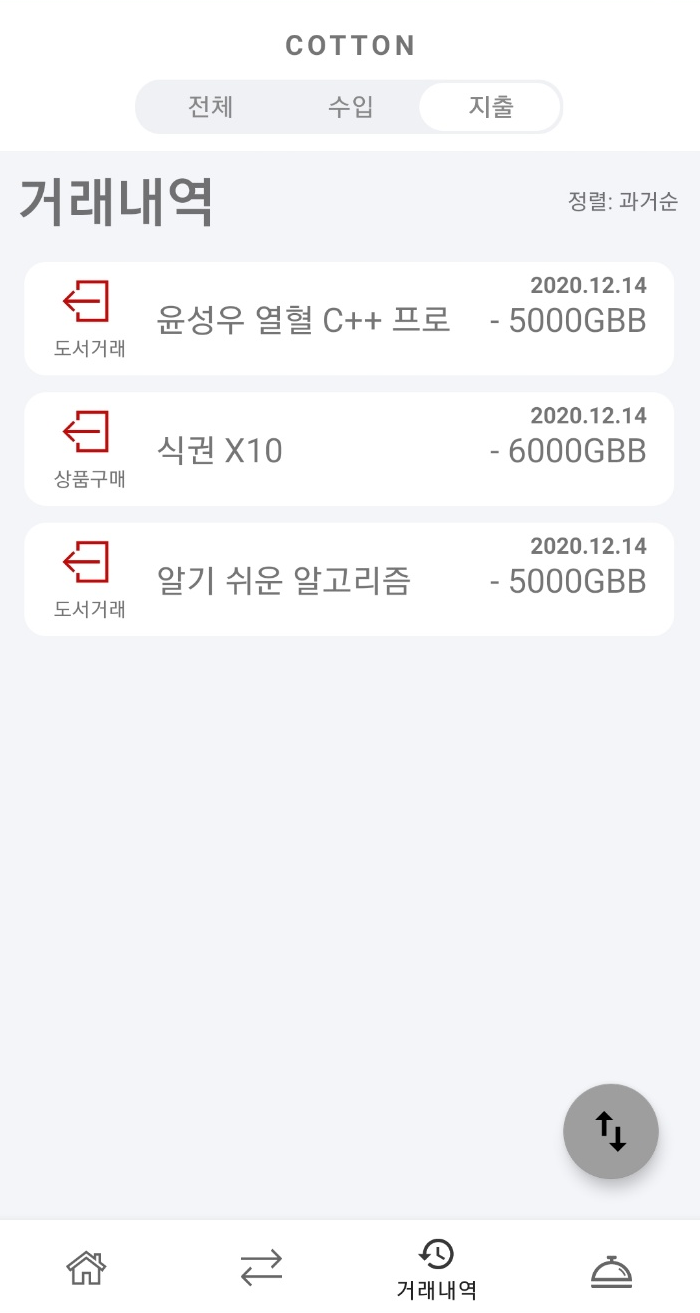 COTTON
전체 수입 지출
거래내역
정렬: 과거순
2020.12.14
윤성우 열혈 C++ 프로 - 5000GBB
도서거래
2020.12.14
식권 X10 - 6000GBB
상품구매
2020.12.14
알기 쉬운 알고리즘 - 5000GBB
도서거래
거래내역